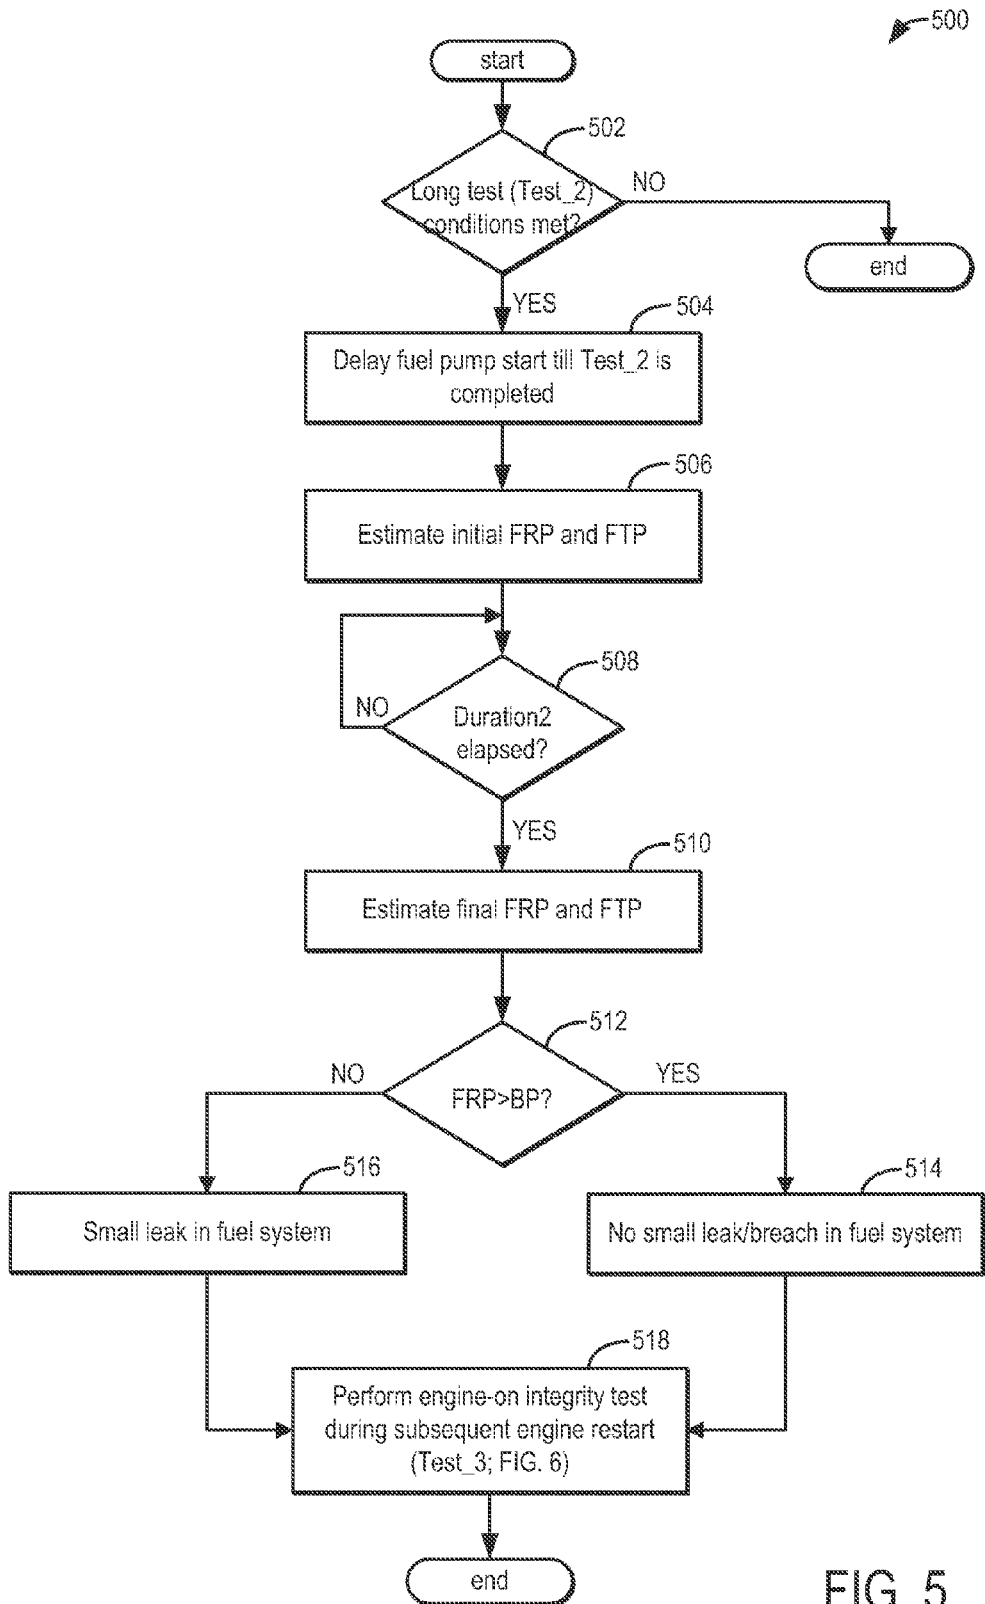 500
start
502
Long test (Test_2)
conditions met?
NO
end
YES
504
Delay fuel pump start till Test_2 is
completed
506
Estimate initial FRP and FTP
508
NO
Duration2
elapsed?
YES
510
Estimate final FRP and FTP
512
NO
YES
FRP>BP?
516
514
Small leak in fuel system
No small leak/breach in fuel system
518
Perform engine-on integrity test
during subsequent engine restart
(Test_3; FIG. 6)
end
FIG. 5